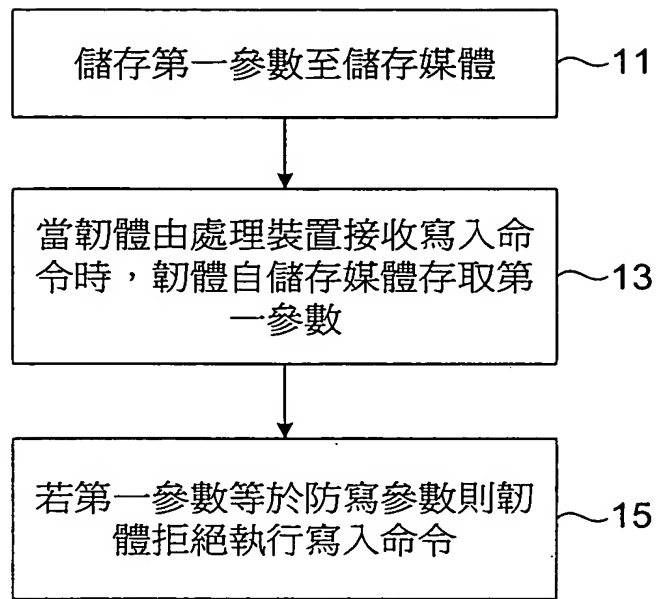 儲存第一參數至儲存媒體
11
當韌體由處理裝置接收寫入命
令時，韌體自儲存媒體存取第
一參數
13
若第一參數等於防寫參數則韌
體拒絕執行寫入命令
15